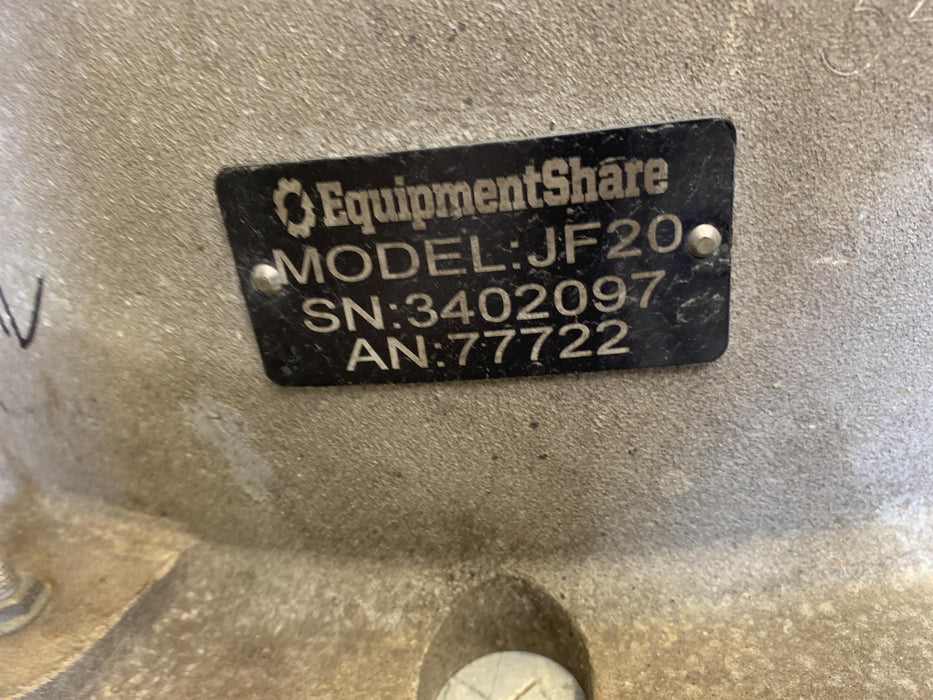 EquipmentShare
MODEL:JF20
SN:3402097
AN:77722